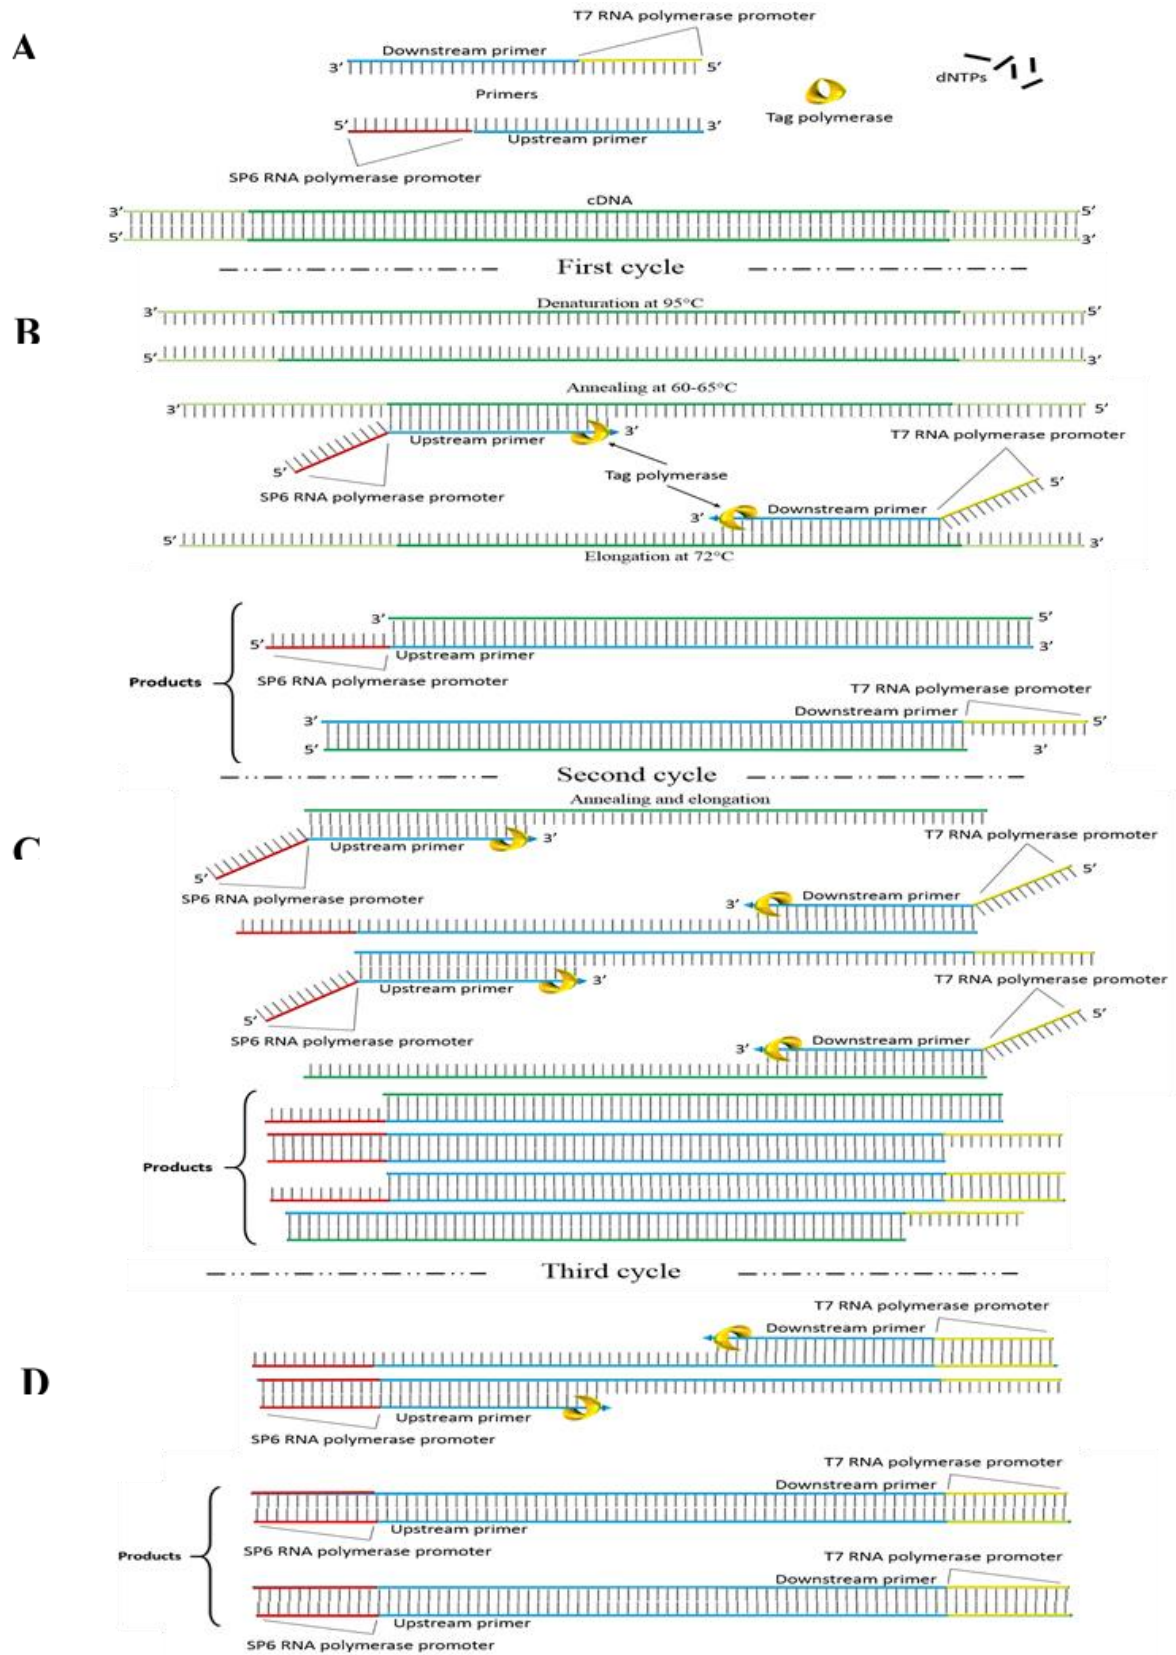 A
T7 RNA polymerase promoter
Downstream primer
3′ 5′
dNTPs
Primers
Tag polymerase
5′ 3′
Upstream primer
SP6 RNA polymerase promoter
cDNA
3′ 5′
5′ 3′
First cycle
B
Denaturation at 95°C
3′ 5′
5′ 3′
Annealing at 60-65°C
3′ 5′
Upstream primer 3′
T7 RNA polymerase promoter
5′
Tag polymerase
5′
SP6 RNA polymerase promoter
3′ Downstream primer
5′ 3′
Elongation at 72°C
3′ 5′
5′ 3′
Upstream primer
Products
SP6 RNA polymerase promoter
T7 RNA polymerase promoter
Downstream primer
3′ 5′
5′ 3′
Second cycle
Annealing and elongation
C
Upstream primer 3′
T7 RNA polymerase promoter
5′
5′
SP6 RNA polymerase promoter
3′ Downstream primer
Upstream primer 3′
T7 RNA polymerase promoter
5′
5′
SP6 RNA polymerase promoter
3′ Downstream primer
Products
Third cycle
T7 RNA polymerase promoter
Downstream primer
D
Upstream primer
SP6 RNA polymerase promoter
T7 RNA polymerase promoter
Downstream primer
Upstream primer
SP6 RNA polymerase promoter
Products
T7 RNA polymerase promoter
Downstream primer
Upstream primer
SP6 RNA polymerase promoter